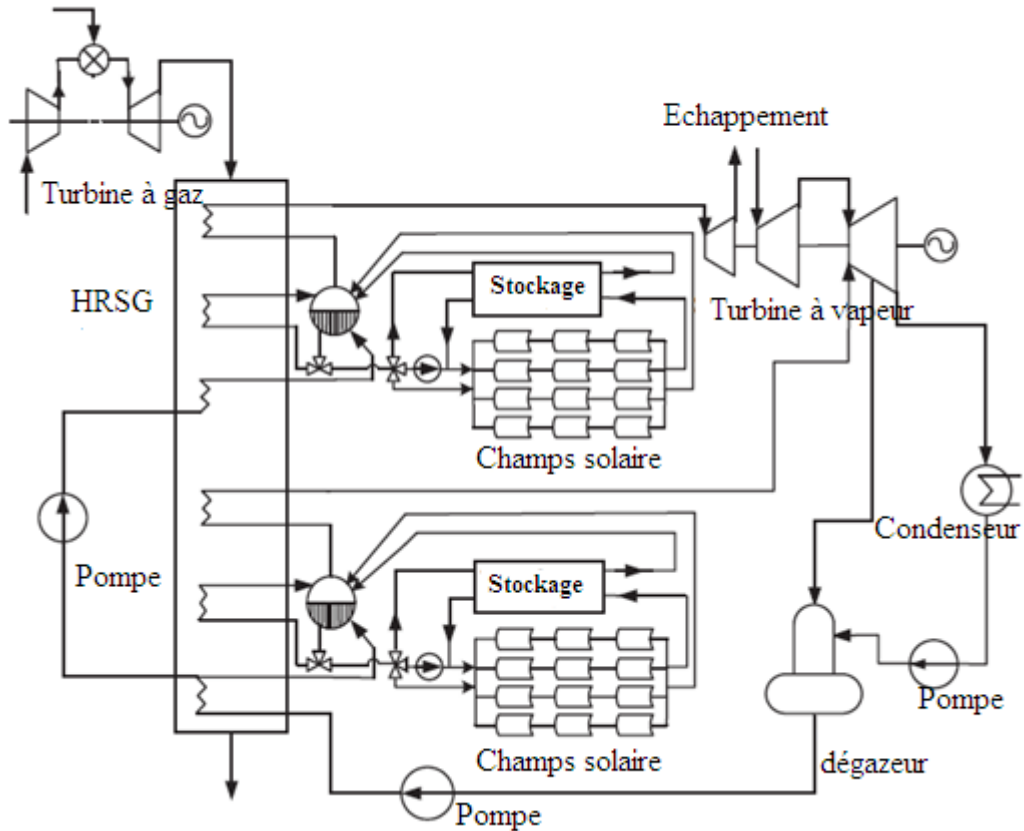 Echappement
Turbine à gaz
HRSG
Stockage
Turbine à vapeur
Champs solaire
Condenseur
Pompe
Stockage
Pompe
Champs solaire
dégazeur
Pompe